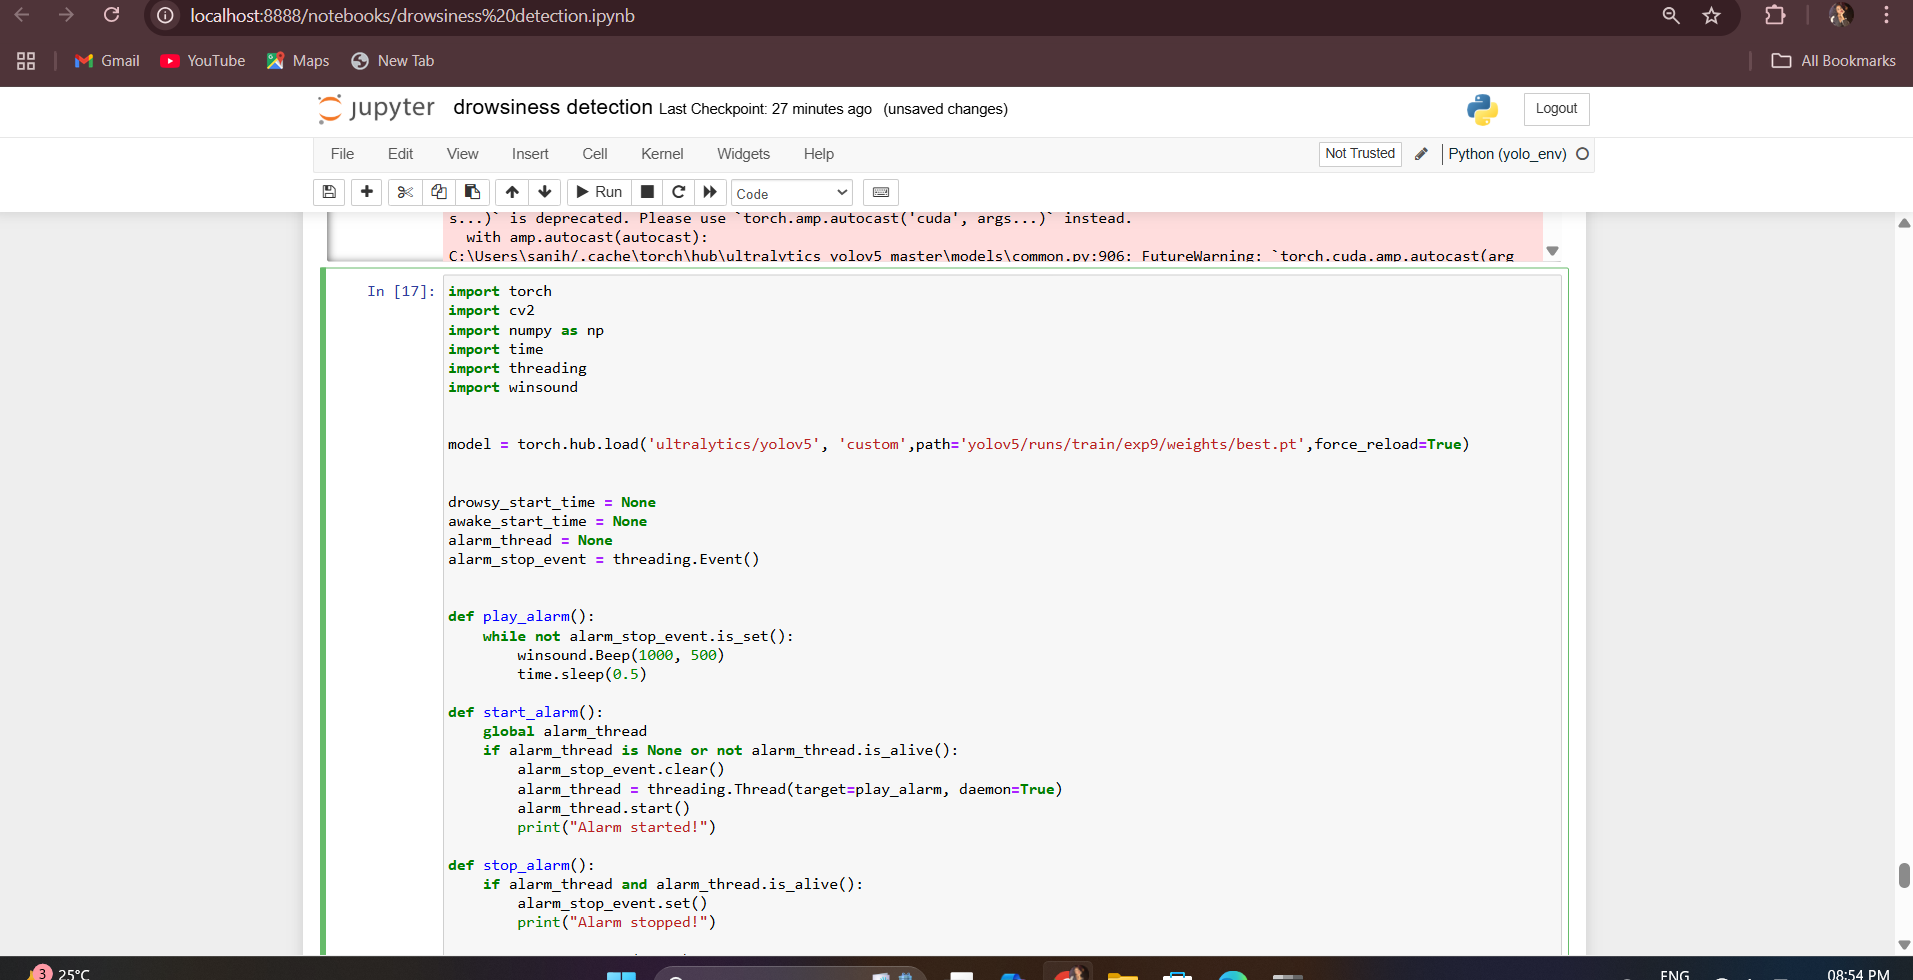 localhost:8888/notebooks/drowsiness%20detection.ipynb
Gmail YouTube Maps New Tab All Bookmarks
jupyter drowsiness detection Last Checkpoint: 27 minutes ago (unsaved changes) Logout
File Edit View Insert Cell Kernel Widgets Help Not Trusted Python (yolo_env)
Run Code
s...)` is deprecated. Please use `torch.amp.autocast('cuda', args...)` instead.
  with amp.autocast(autocast):
C:\Users\sanih/.cache\torch\hub\ultralytics_yolov5_master\models\common.py:906: FutureWarning: `torch.cuda.amp.autocast(arg
In [17]: import torch
import cv2
import numpy as np
import time
import threading
import winsound
model = torch.hub.load('ultralytics/yolov5', 'custom',path='yolov5/runs/train/exp9/weights/best.pt',force_reload=True)
drowsy_start_time = None
awake_start_time = None
alarm_thread = None
alarm_stop_event = threading.Event()
def play_alarm():
    while not alarm_stop_event.is_set():
        winsound.Beep(1000, 500)
        time.sleep(0.5)
def start_alarm():
    global alarm_thread
    if alarm_thread is None or not alarm_thread.is_alive():
        alarm_stop_event.clear()
        alarm_thread = threading.Thread(target=play_alarm, daemon=True)
        alarm_thread.start()
        print("Alarm started!")
def stop_alarm():
    if alarm_thread and alarm_thread.is_alive():
        alarm_stop_event.set()
        print("Alarm stopped!")
3 25°C ENG 08:54 PM